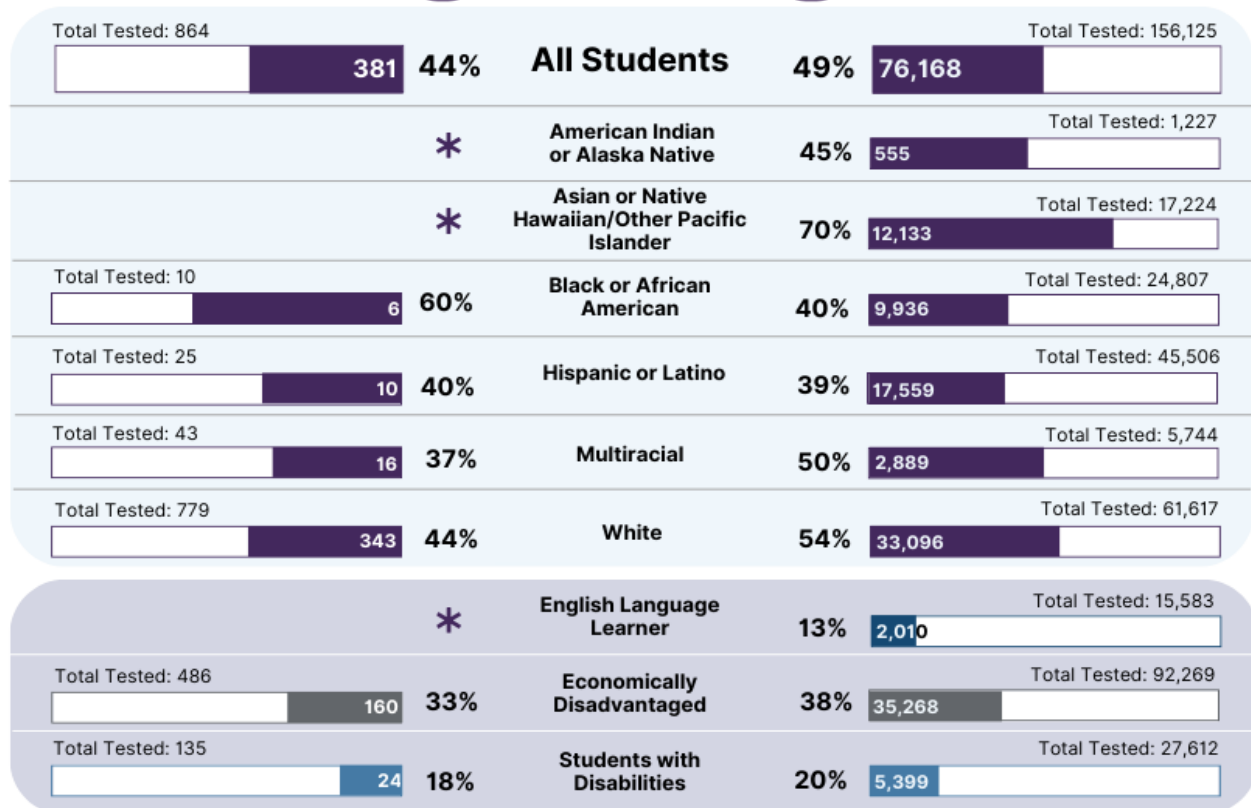 Total Tested: 864
381
44%
All Students
49%
Total Tested: 156,125
76,168
*
American Indian
or Alaska Native
45%
Total Tested: 1,227
555
*
Asian or Native
Hawaiian/Other Pacific
Islander
70%
Total Tested: 17,224
12,133
Total Tested: 10
6
60%
Black or African
American
40%
Total Tested: 24,807
9,936
Total Tested: 25
10
40%
Hispanic or Latino
39%
Total Tested: 45,506
17,559
Total Tested: 43
16
37%
Multiracial
50%
Total Tested: 5,744
2,889
Total Tested: 779
343
44%
White
54%
Total Tested: 61,617
33,096
*
English Language
Learner
13%
Total Tested: 15,583
2,010
Total Tested: 486
160
33%
Economically
Disadvantaged
38%
Total Tested: 92,269
35,268
Total Tested: 135
24
18%
Students with
Disabilities
20%
Total Tested: 27,612
5,399